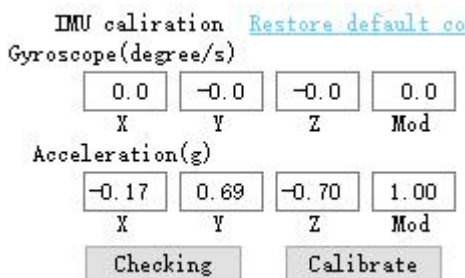 IMU caliration Restore default co
Gyroscope(degree/s)
0.0 -0.0 -0.0 0.0
X Y Z Mod
Acceleration(g)
-0.17 0.69 -0.70 1.00
X Y Z Mod
Checking Calibrate